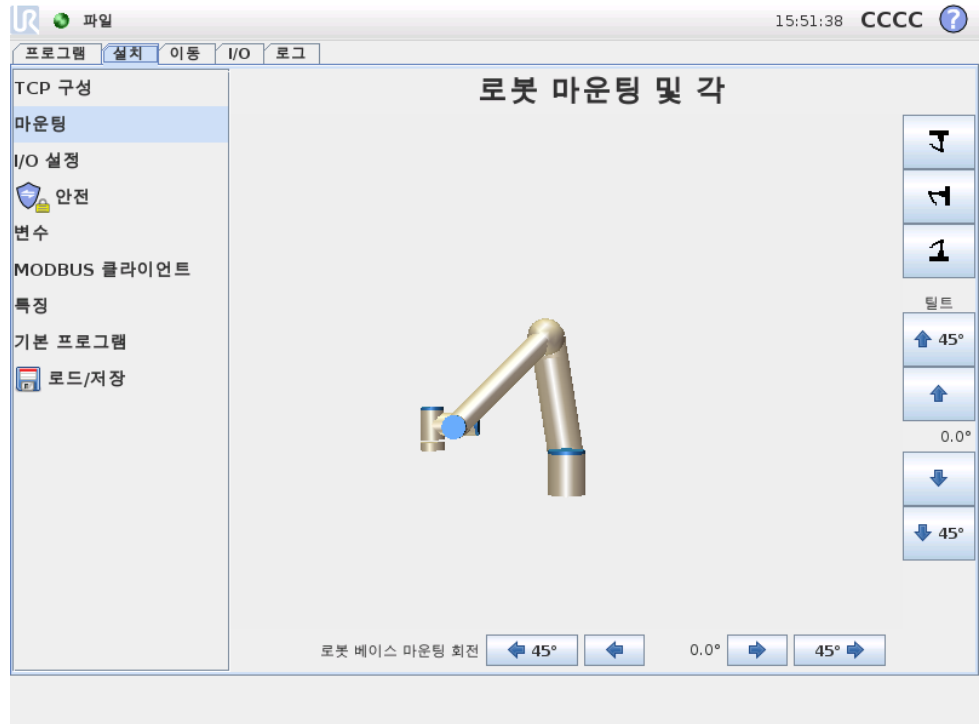 UR 파일 15:51:38 CCCC ?
프로그램 설치 이동 I/O 로그
TCP 구성
마운팅
I/O 설정
안전
변수
MODBUS 클라이언트
특징
기본 프로그램
로드/저장
로봇 마운팅 및 각
틸트
45°
0.0°
45°
로봇 베이스 마운팅 회전 45° 0.0° 45°